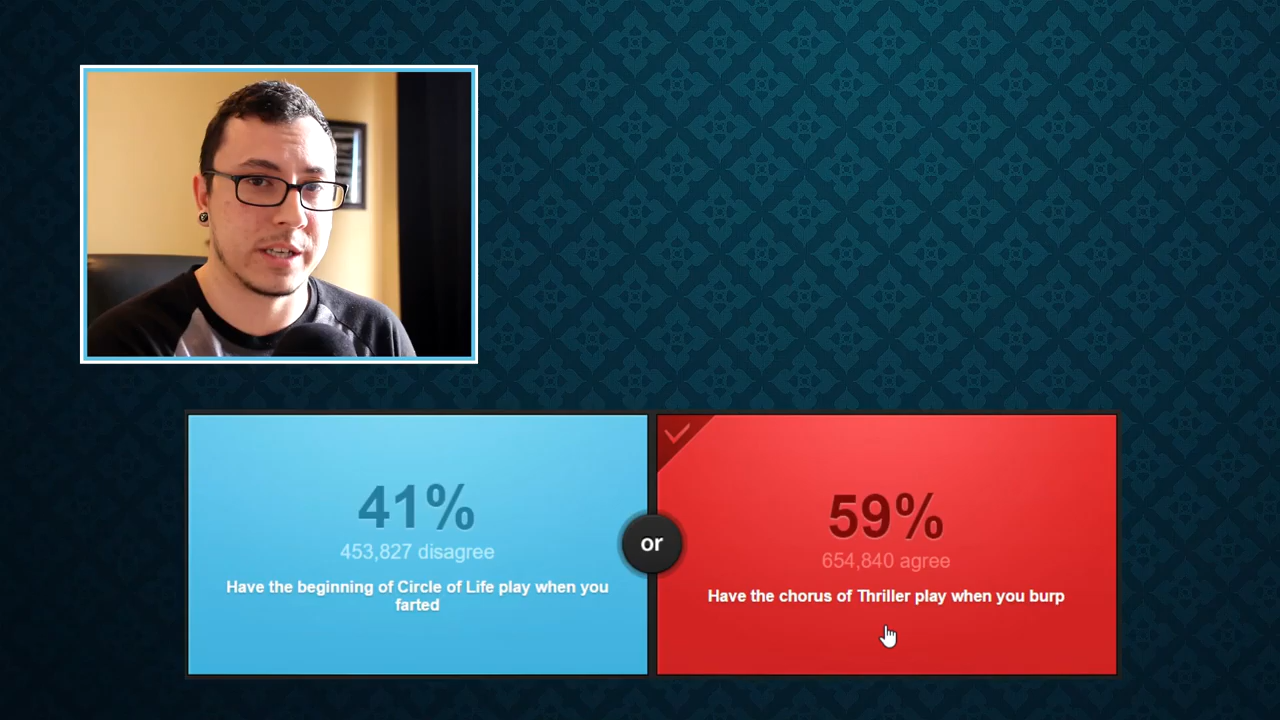 41%
453,827 disagree
Have the beginning of Circle of Life play when you
farted
or
59%
654,840 agree
Have the chorus of Thriller play when you burp